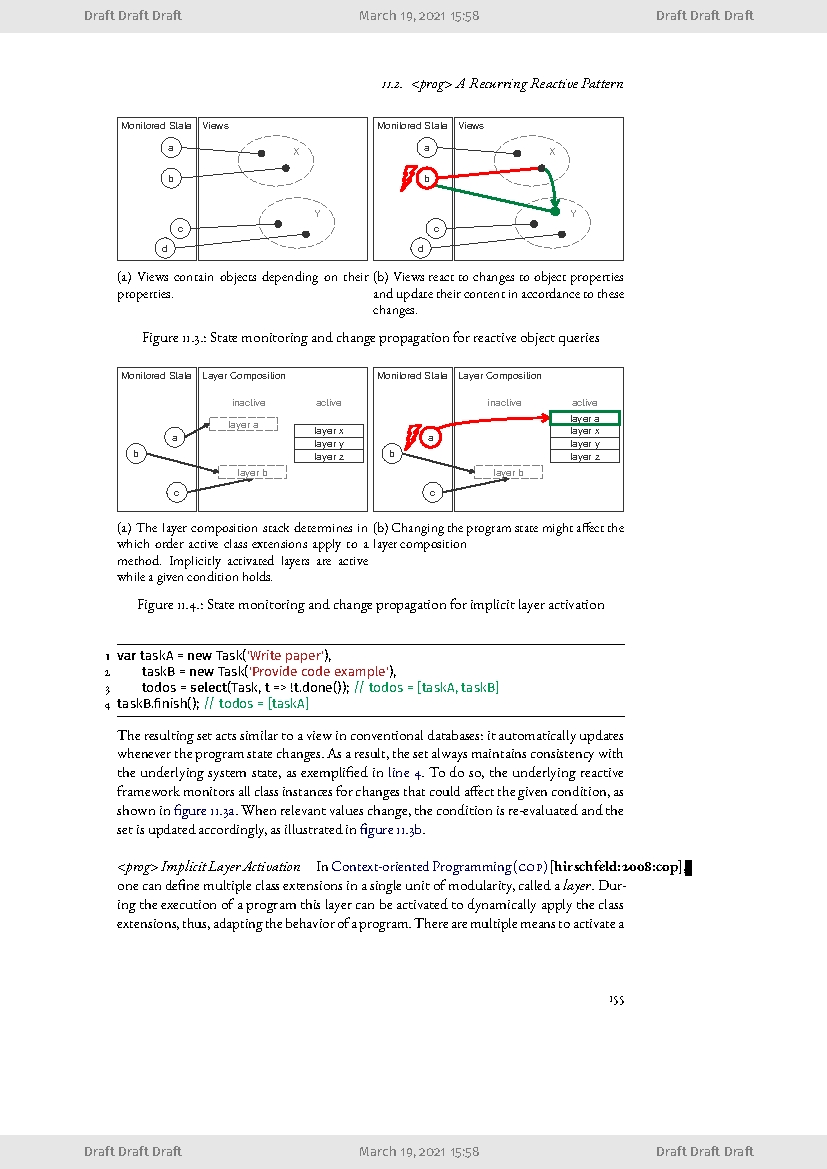 Draft Draft Draft March 19, 2021 15:58 Draft Draft Draft
11.2. <prog> A Recurring Reactive Pattern
Monitored State Views
a
X
b
Y
c
d
Monitored State Views
a
X
b
Y
c
d
(a) Views contain objects depending on their
properties.
(b) Views react to changes to object properties
and update their content in accordance to these
changes.
Figure 11.3.: State monitoring and change propagation for reactive object queries
Monitored State Layer Composition
inactive active
layer a
a
layer x
b
layer y
layer z
layer b
c
Monitored State Layer Composition
inactive active
layer a
a
layer x
b
layer y
layer z
layer b
c
(a) The layer composition stack determines in
which order active class extensions apply to a
method. Implicitly activated layers are active
while a given condition holds.
(b) Changing the program state might affect the
layer composition
Figure 11.4.: State monitoring and change propagation for implicit layer activation
1 var taskA = new Task('Write paper'),
2 taskB = new Task('Provide code example'),
3 todos = select(Task, t => !t.done()); // todos = [taskA, taskB]
4 taskB.finish(); // todos = [taskA]
The resulting set acts similar to a view in conventional databases: it automatically updates
whenever the program state changes. As a result, the set always maintains consistency with
the underlying system state, as exemplified in line 4. To do so, the underlying reactive
framework monitors all class instances for changes that could affect the given condition, as
shown in figure 11.3a. When relevant values change, the condition is re-evaluated and the
set is updated accordingly, as illustrated in figure 11.3b.
<prog> Implicit Layer Activation In Context-oriented Programming (COP) [hirschfeld:2008:cop],
one can define multiple class extensions in a single unit of modularity, called a layer. Dur-
ing the execution of a program this layer can be activated to dynamically apply the class
extensions, thus, adapting the behavior of a program. There are multiple means to activate a
155
Draft Draft Draft March 19, 2021 15:58 Draft Draft Draft